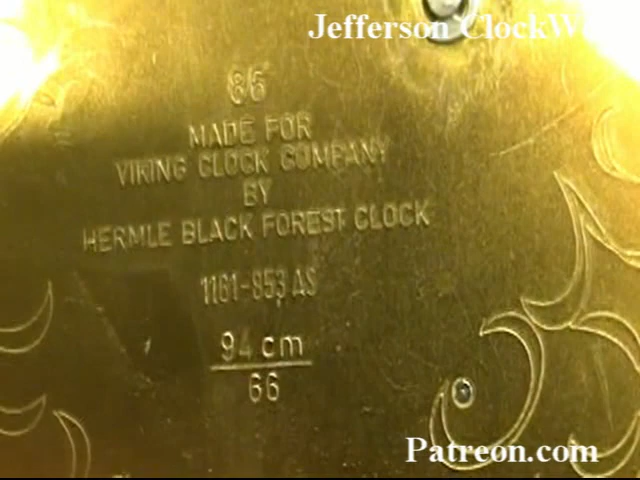 Jefferson ClockWo
86
MADE FOR
VIKING CLOCK COMPANY
BY
HERMLE BLACK FOREST CLOCK
1161-853 AS
94 cm
66
Patreon.com